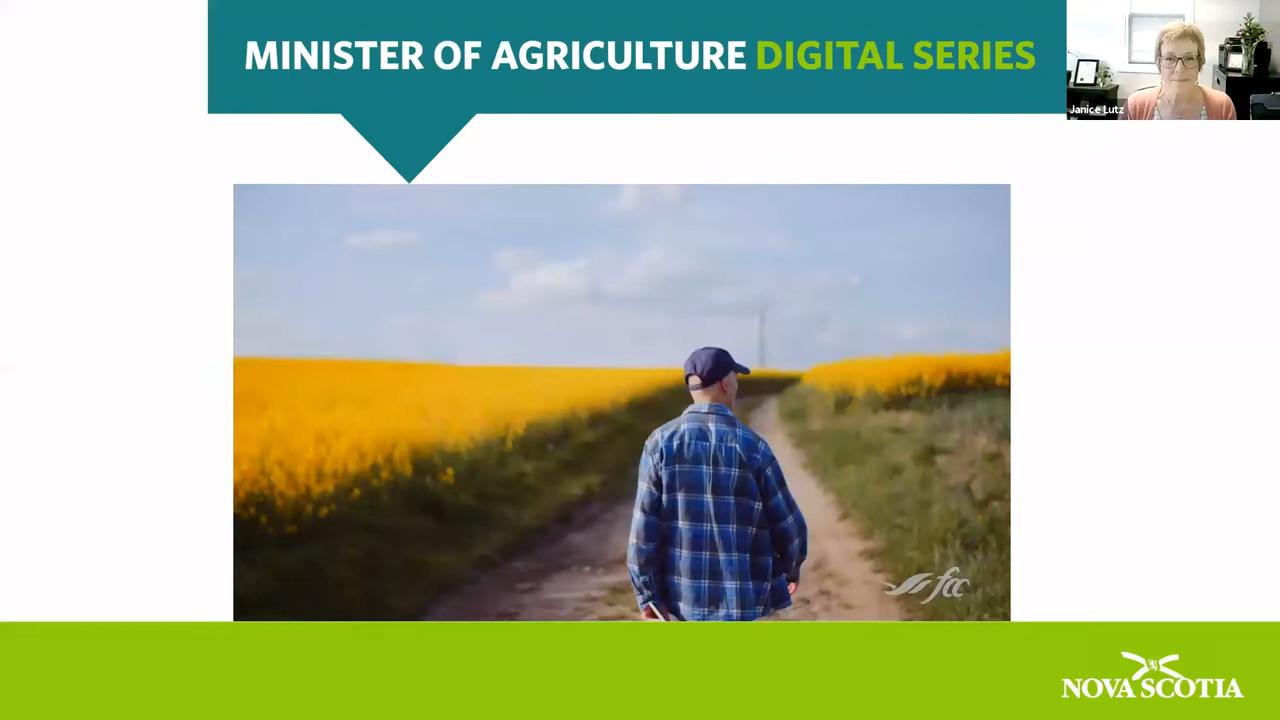 MINISTER OF AGRICULTURE DIGITAL SERIES
Janice Lutz
fcc
NOVA SCOTIA